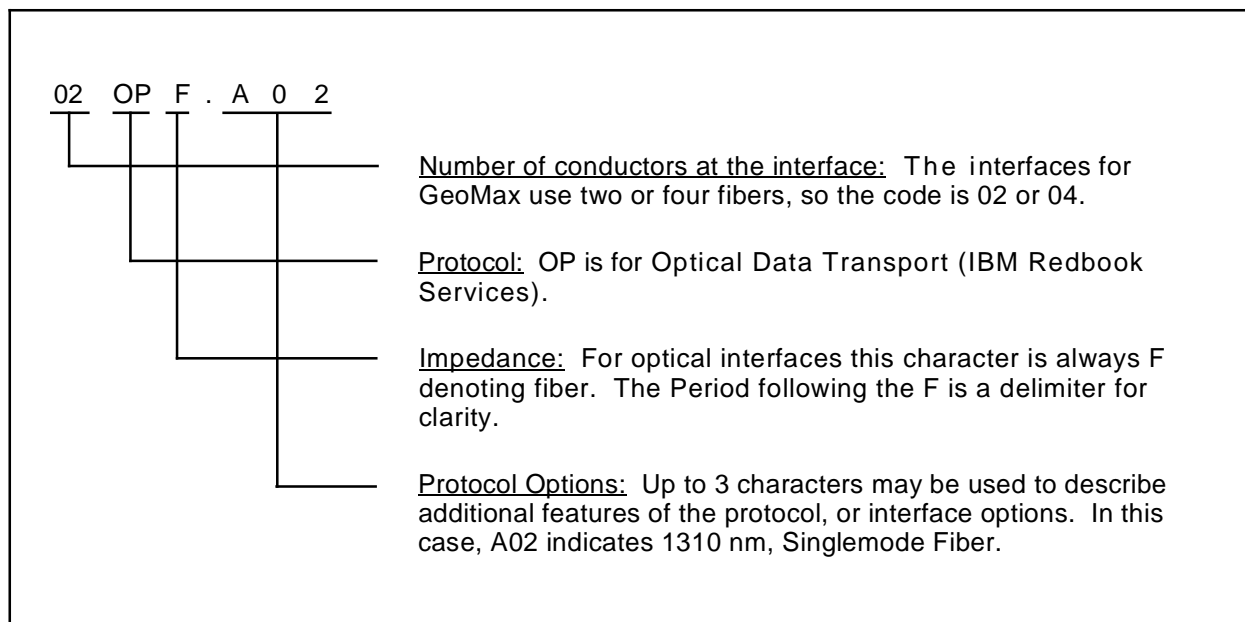 02 OP F . A 0 2
Number of conductors at the interface: The interfaces for
GeoMax use two or four fibers, so the code is 02 or 04.
Protocol: OP is for Optical Data Transport (IBM Redbook
Services).
Impedance: For optical interfaces this character is always F
denoting fiber. The Period following the F is a delimiter for
clarity.
Protocol Options: Up to 3 characters may be used to describe
additional features of the protocol, or interface options. In this
case, A02 indicates 1310 nm, Singlemode Fiber.